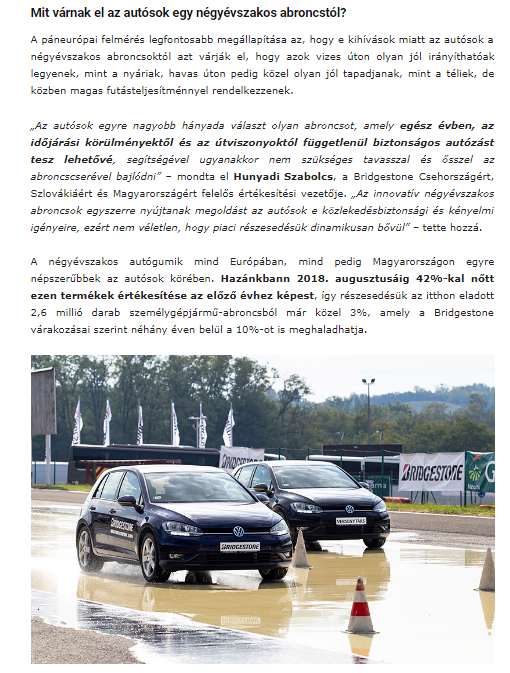 Mit várnak el az autósok egy négyévszakos abroncstól?
A páneurópai felmérés legfontosabb megállapítása az, hogy e kihívások miatt az autósok a
négyévszakos abroncsoktól azt várják el, hogy azok vizes úton olyan jól irányíthatóak
legyenek, mint a nyáriak, havas úton pedig közel olyan jól tapadjanak, mint a téliek, de
közben magas futásteljesítménnyel rendelkezzenek.
„Az autósok egyre nagyobb hányada választ olyan abroncsot, amely egész évben, az
időjárási körülményektől és az útviszonyoktól függetlenül biztonságos autózást
tesz lehetővé, segítségével ugyanakkor nem szükséges tavasszal és ősszel az
abroncscserével bajlódni” – mondta el Hunyadi Szabolcs, a Bridgestone Csehországért,
Szlovákiáért és Magyarországért felelős értékesítési vezetője. „Az innovatív négyévszakos
abroncsok egyszerre nyújtanak megoldást az autósok e közlekedésbiztonsági és kényelmi
igényeire, ezért nem véletlen, hogy piaci részesedésük dinamikusan bővül” – tette hozzá.
A négyévszakos autógumik mind Európában, mind pedig Magyarországon egyre
népszerűbbek az autósok körében. Hazánkbann 2018. augusztusáig 42%-kal nőtt
ezen termékek értékesítése az előző évhez képest, így részesedésük az itthon eladott
2,6 millió darab személygépjármű-abroncsból már közel 3%, amely a Bridgestone
várakozásai szerint néhány éven belül a 10%-ot is meghaladhatja.
BRIDGESTONE
BRIDGESTONE
BRIDGESTONE
BRIDGESTONE
VERSENYTÁRS